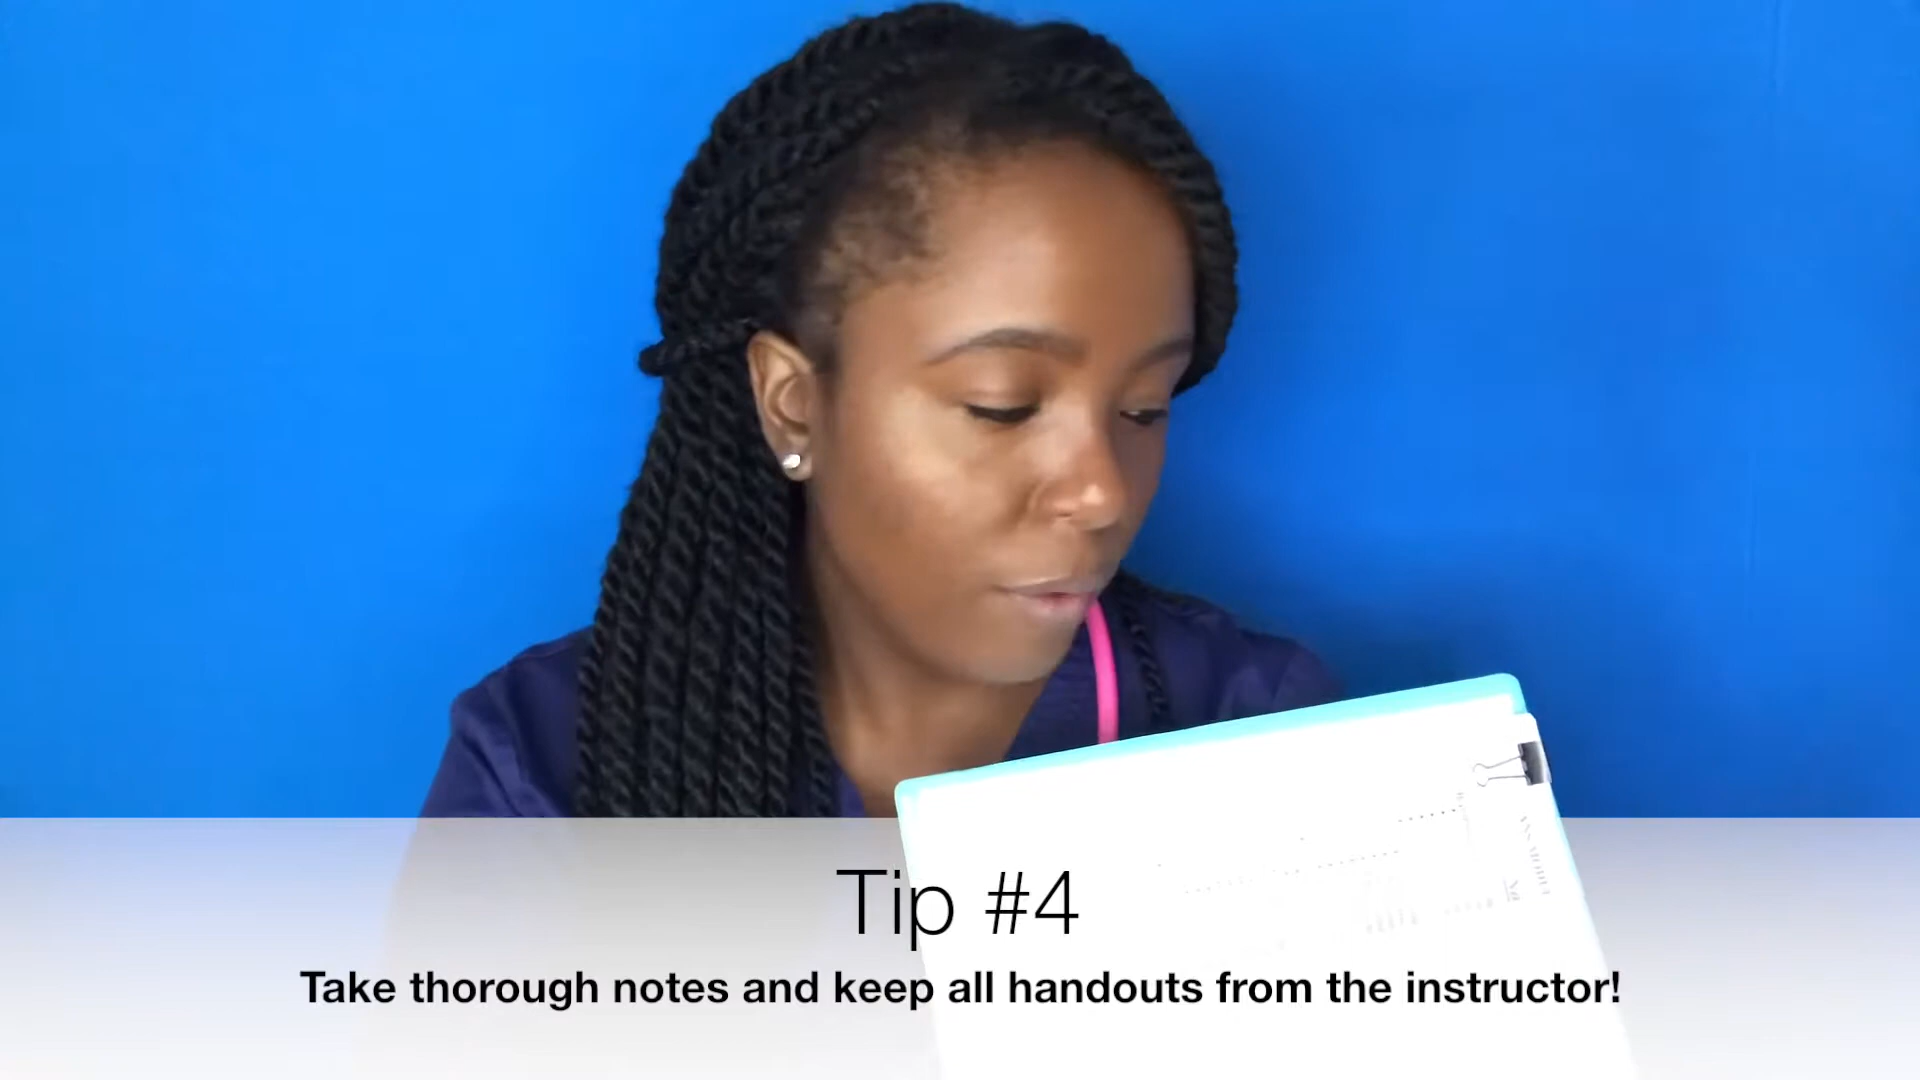 Tip #4
Take thorough notes and keep all handouts from the instructor!